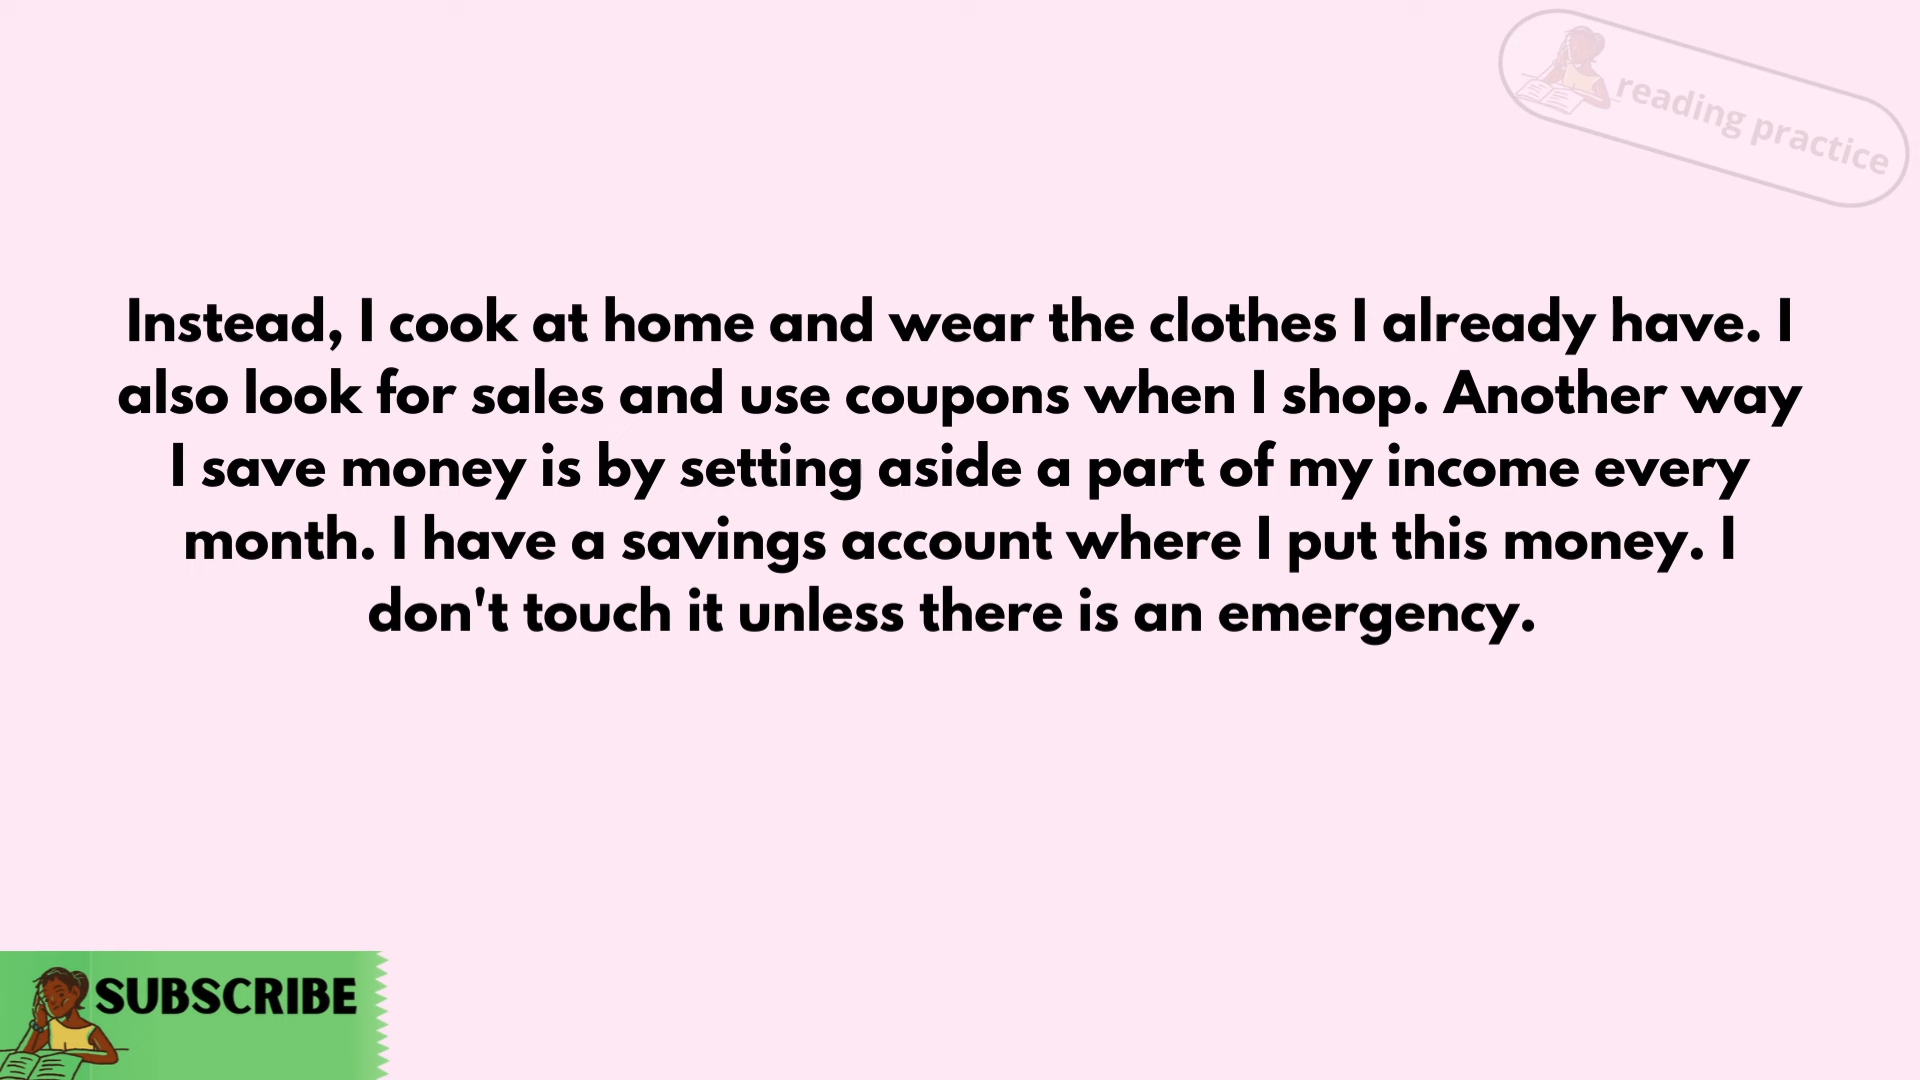 reading practice
Instead, I cook at home and wear the clothes I already have. I
also look for sales and use coupons when I shop. Another way
I save money is by setting aside a part of my income every
month. I have a savings account where I put this money. I
don't touch it unless there is an emergency.
SUBSCRIBE